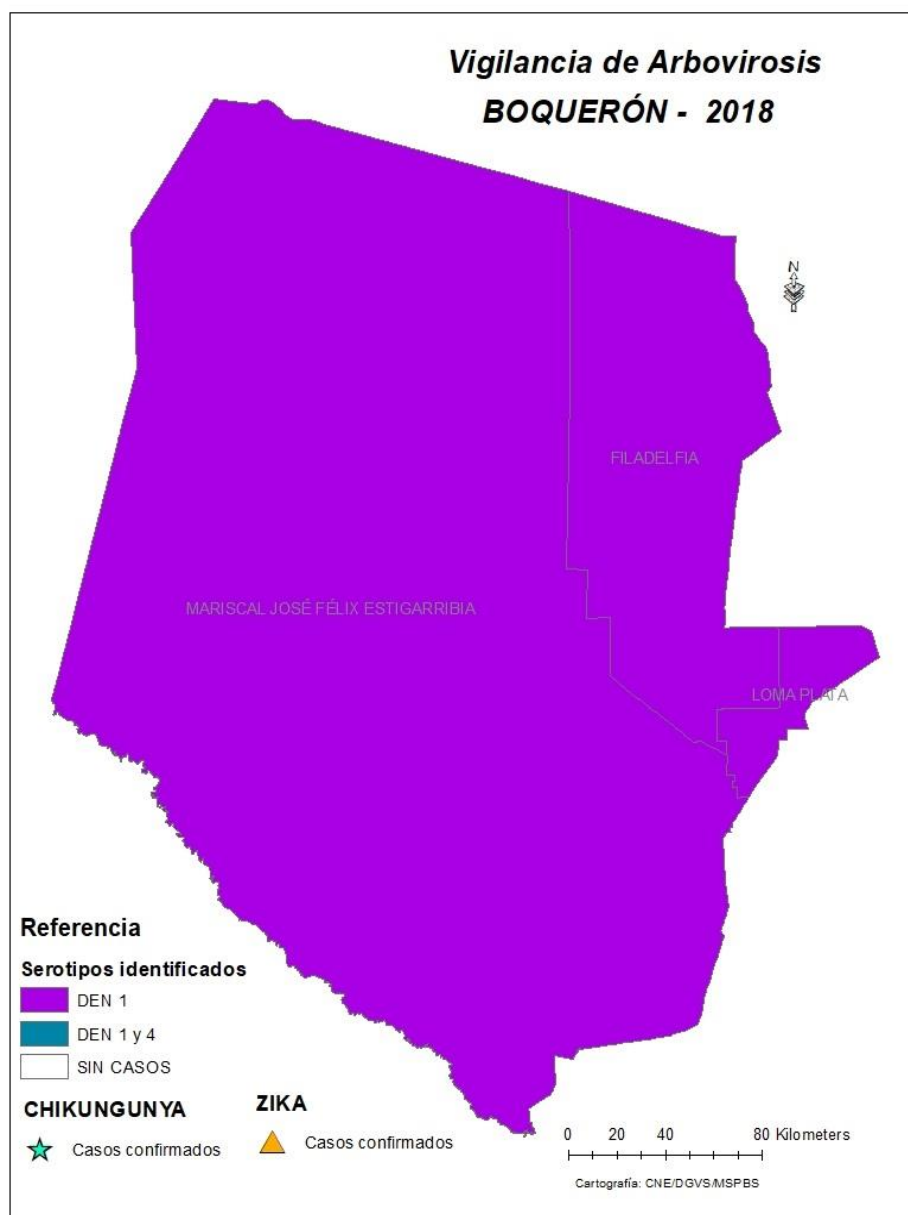 Vigilancia de Arbovirosis
BOQUERÓN - 2018
N
FILADELFIA
MARISCAL JOSÉ FÉLIX ESTIGARRIBIA
LOMA PLATA
Referencia
Serotipos identificados
DEN 1
DEN 1 y 4
SIN CASOS
CHIKUNGUNYA
Casos confirmados
ZIKA
Casos confirmados
0 20 40 80 Kilometers
Cartografía: CNE/DGVS/MSPBS